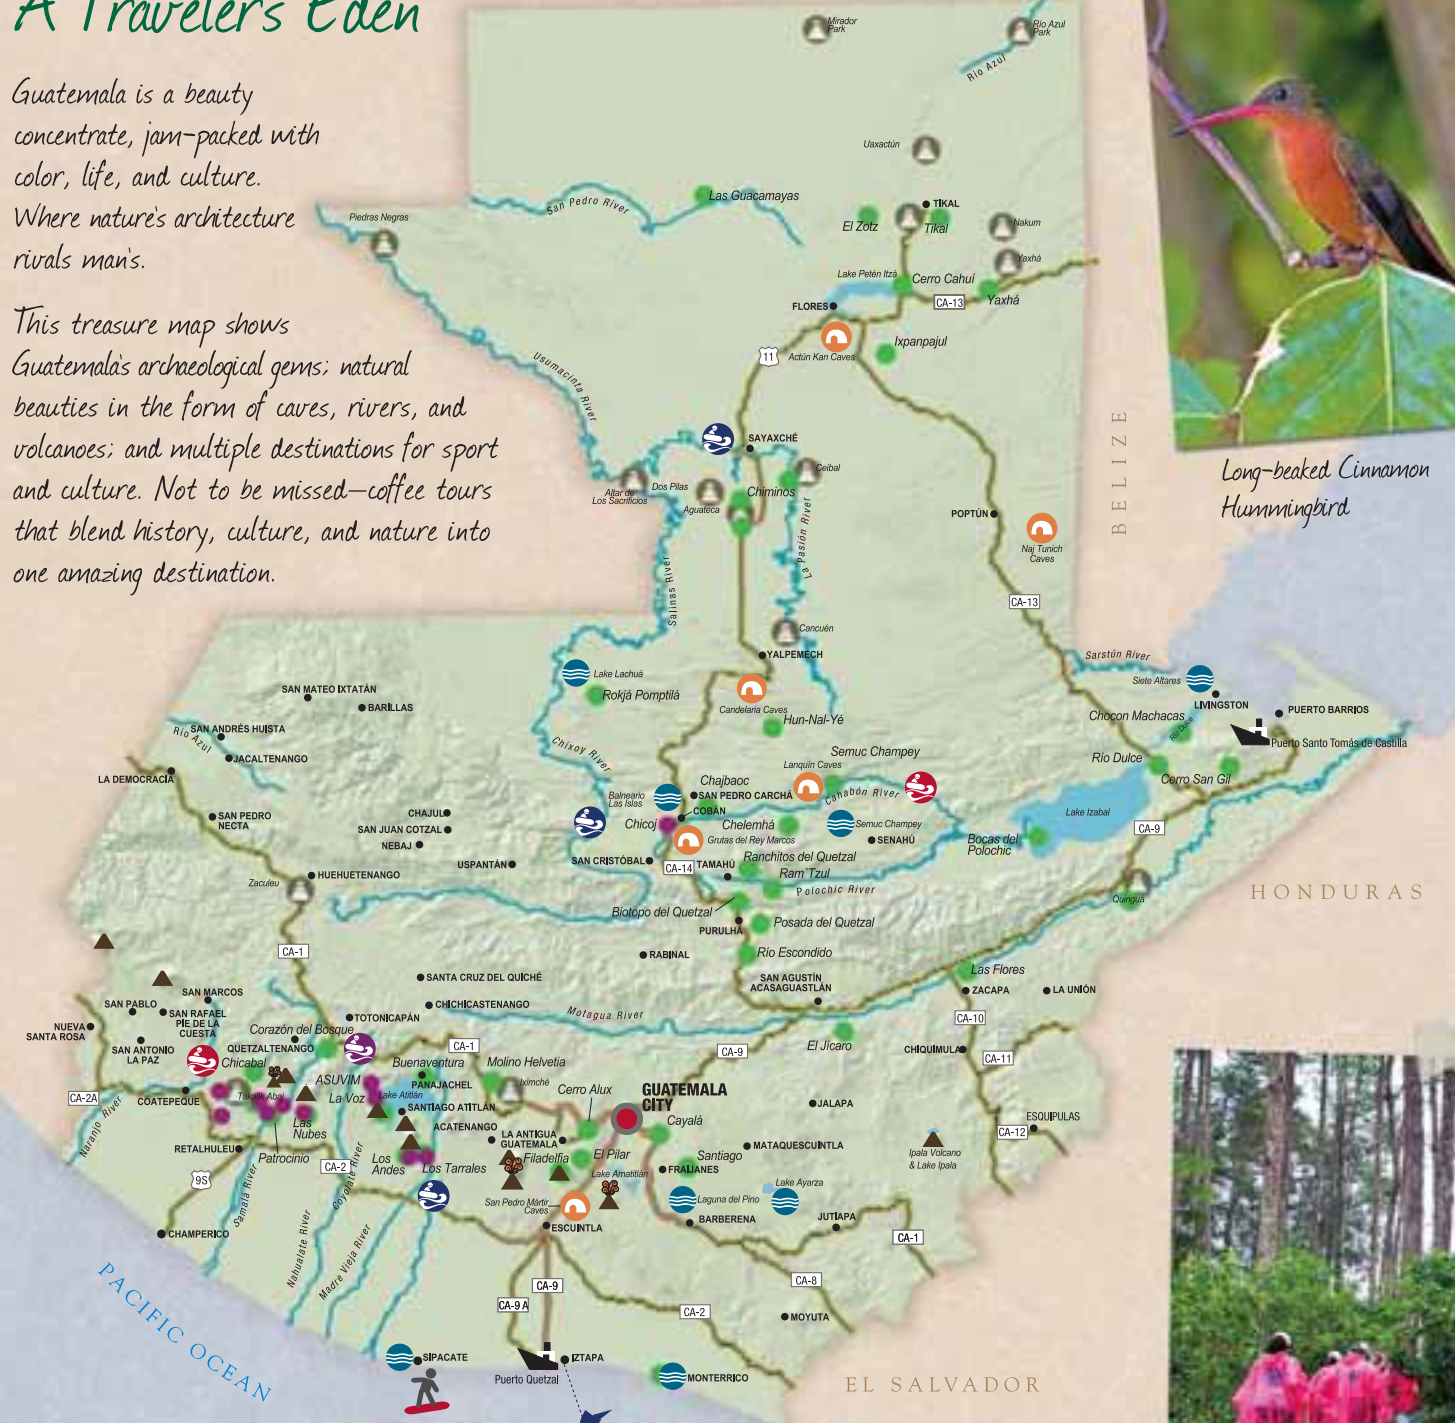 A Travelers Eden
Guatemala is a beauty
concentrate, jam-packed with
color, life, and culture.
Where nature's architecture
rivals man's.
This treasure map shows
Guatemala's archaeological gems; natural
beauties in the form of caves, rivers, and
volcanoes; and multiple destinations for sport
and culture. Not to be missed—coffee tours
that blend history, culture, and nature into
one amazing destination.
Mirador
Park
Río Azul
Park
Río Azul
Uaxactún
San Pedro River
Las Guacamayas
Piedras Negras
TIKAL
El Zotz
Tikal
Nakum
Yaxhá
Lake Petén Itzá
Cerro Cahuí
Yaxhá
FLORES
CA-13
Ixpanpajul
11
Actún Kan Caves
Usumacinta River
BELIZE
Long-beaked Cinnamon
Hummingbird
SAYAXCHÉ
Ceibal
Altar de
Los Sacrificios
Dos Pilas
Chiminos
Aguateca
La Pasión River
POPTÚN
Naj Tunich
Caves
Salinas River
CA-13
Cancuén
YALPEMECH
Sarstún River
Lake Lachuá
Rokjá Pomptilá
Candelaria Caves
Hun-Nal-Yé
Siete Altares
LIVINGSTON
PUERTO BARRIOS
Chocon Machacas
Río Dulce
Puerto Santo Tomás de Castilla
Río Dulce
Cerro San Gil
SAN MATEO IXTATÁN
BARILLAS
Río Azul
SAN ANDRÉS HUISTA
JACALTENANGO
LA DEMOCRACIA
Chixoy River
Semuc Champey
Lanquín Caves
Chajbaoc
Cahabón River
Balneario
Las Islas
SAN PEDRO CARCHÁ
COBÁN
Chicoj
Chelemhá
Semuc Champey
Grutas del Rey Marcos
SENAHÚ
Lake Izabal
Bocas del
Polochic
CA-9
SAN PEDRO
NECTA
CHAJUL
SAN JUAN COTZAL
NEBAJ
USPANTÁN
SAN CRISTÓBAL
CA-14
TAMAHÚ
Ranchitos del Quetzal
Ram´Tzul
Polochic River
Zaculeu
HUEHUETENANGO
Biotopo del Quetzal
PURULHÁ
Posada del Quetzal
Quiriguá
HONDURAS
CA-1
RABINAL
Río Escondido
SAN AGUSTÍN
ACASAGUASTLÁN
Las Flores
ZACAPA
LA UNIÓN
SANTA CRUZ DEL QUICHÉ
CHICHICASTENANGO
Motagua River
SAN MARCOS
SAN PABLO
SAN RAFAEL
PIE DE LA
CUESTA
NUEVA
SANTA ROSA
SAN ANTONIO
LA PAZ
TOTONICAPÁN
Corazón del Bosque
QUETZALTENANGO
CA-1
CA-9
El Jícaro
CA-10
CHIQUIMULA
CA-11
Chicabal
ASUVIM
Buenaventura
PANAJACHEL
Molino Helvetia
Iximché
Cerro Alux
GUATEMALA
CITY
CA-2A
COATEPEQUE
Takalik Abaj
La Voz
Lake Atitlán
SANTIAGO ATITLÁN
Cayalá
JALAPA
ESQUIPULAS
CA-12
Naranjo River
Las
Nubes
ACATENANGO
LA ANTIGUA
GUATEMALA
MATAQUESCUINTLA
Ipala Volcano
& Lake Ipala
RETALHULEU
Patrocinio
CA-2
Los
Andes
Los Tarrales
Filadelfia
El Pilar
Santiago
FRAIJANES
9S
Samalá River
Coyolate River
Lake Amatitlán
Lake Ayarza
San Pedro Mártir
Caves
Laguna del Pino
CHAMPERICO
Nahualate River
Madre Vieja River
ESCUINTLA
BARBERENA
JUTIAPA
CA-1
PACIFIC OCEAN
CA-9
CA-9 A
CA-8
CA-2
MOYUTA
SIPACATE
IZTAPA
Puerto Quetzal
MONTERRICO
EL SALVADOR